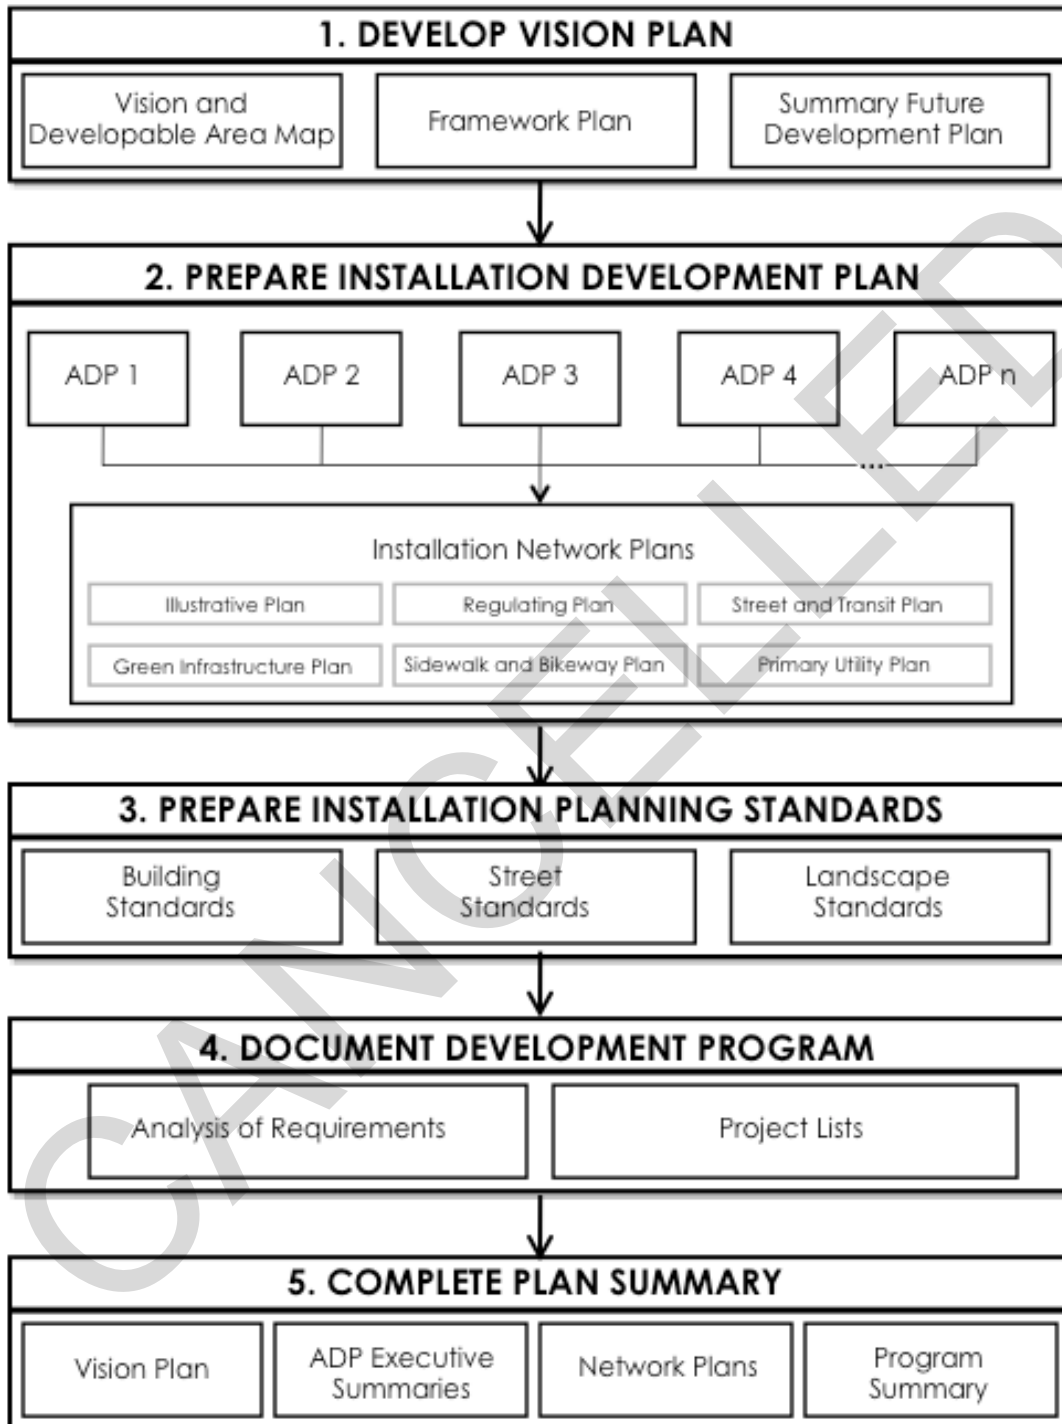 1. DEVELOP VISION PLAN
Vision and
Developable Area Map
Framework Plan
Summary Future
Development Plan
2. PREPARE INSTALLATION DEVELOPMENT PLAN
ADP 1
ADP 2
ADP 3
ADP 4
ADP n
...
Installation Network Plans
Illustrative Plan
Regulating Plan
Street and Transit Plan
Green Infrastructure Plan
Sidewalk and Bikeway Plan
Primary Utility Plan
3. PREPARE INSTALLATION PLANNING STANDARDS
Building
Standards
Street
Standards
Landscape
Standards
4. DOCUMENT DEVELOPMENT PROGRAM
Analysis of Requirements
Project Lists
5. COMPLETE PLAN SUMMARY
Vision Plan
ADP Executive
Summaries
Network Plans
Program
Summary
CANCELLED